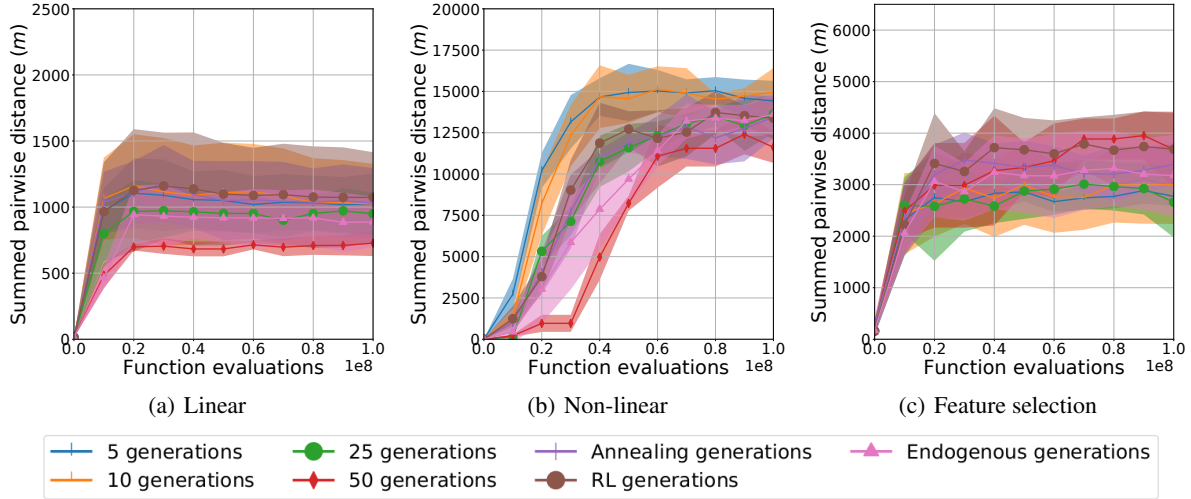 2500
2000
1500
1000
500
0
0.0 0.2 0.4 0.6 0.8 1.0
1e8
Function evaluations
Summed pairwise distance (m)
(a) Linear
20000
17500
15000
12500
10000
7500
5000
2500
0
0.0 0.2 0.4 0.6 0.8 1.0
1e8
Function evaluations
Summed pairwise distance (m)
(b) Non-linear
6000
5000
4000
3000
2000
1000
0
0.0 0.2 0.4 0.6 0.8 1.0
1e8
Function evaluations
Summed pairwise distance (m)
(c) Feature selection
5 generations
10 generations
25 generations
50 generations
Annealing generations
RL generations
Endogenous generations